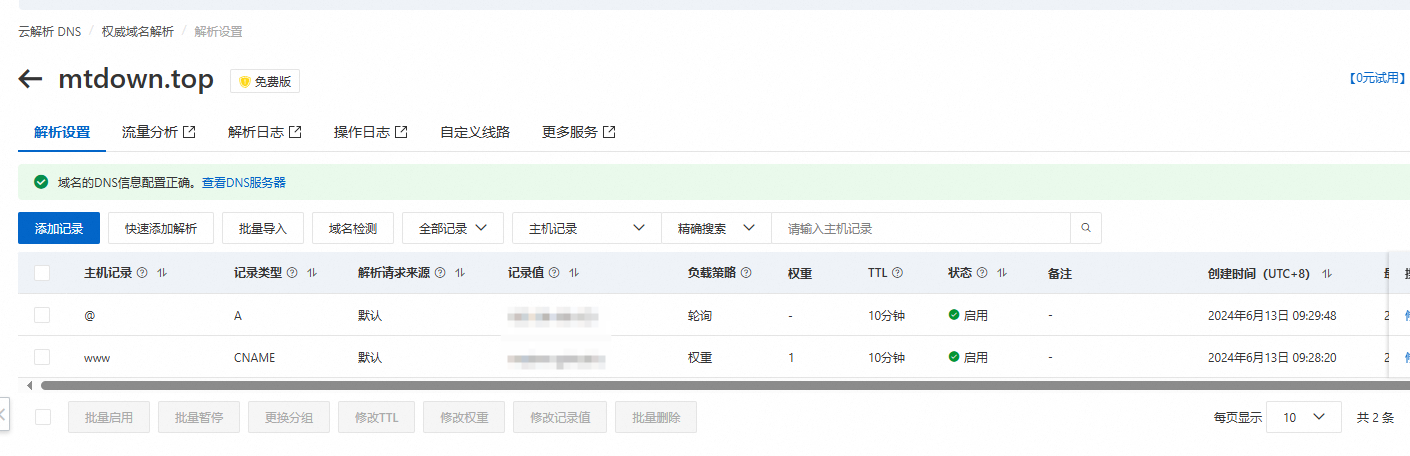 云解析 DNS / 权威域名解析 / 解析设置
mtdown.top 免费版 【0元试用】
解析设置 流量分析 解析日志 操作日志 自定义线路 更多服务
域名的DNS信息配置正确。查看DNS服务器
添加记录 快速添加解析 批量导入 域名检测 全部记录 主机记录 精确搜索 请输入主机记录
主机记录 记录类型 解析请求来源 记录值 负载策略 权重 TTL 状态 备注 创建时间（UTC+8）
@ A 默认 轮询 - 10分钟 启用 - 2024年6月13日 09:29:48 2
www CNAME 默认 权重 1 10分钟 启用 - 2024年6月13日 09:28:20 2
批量启用 批量暂停 更换分组 修改TTL 修改权重 修改记录值 批量删除 每页显示 10 共 2 条